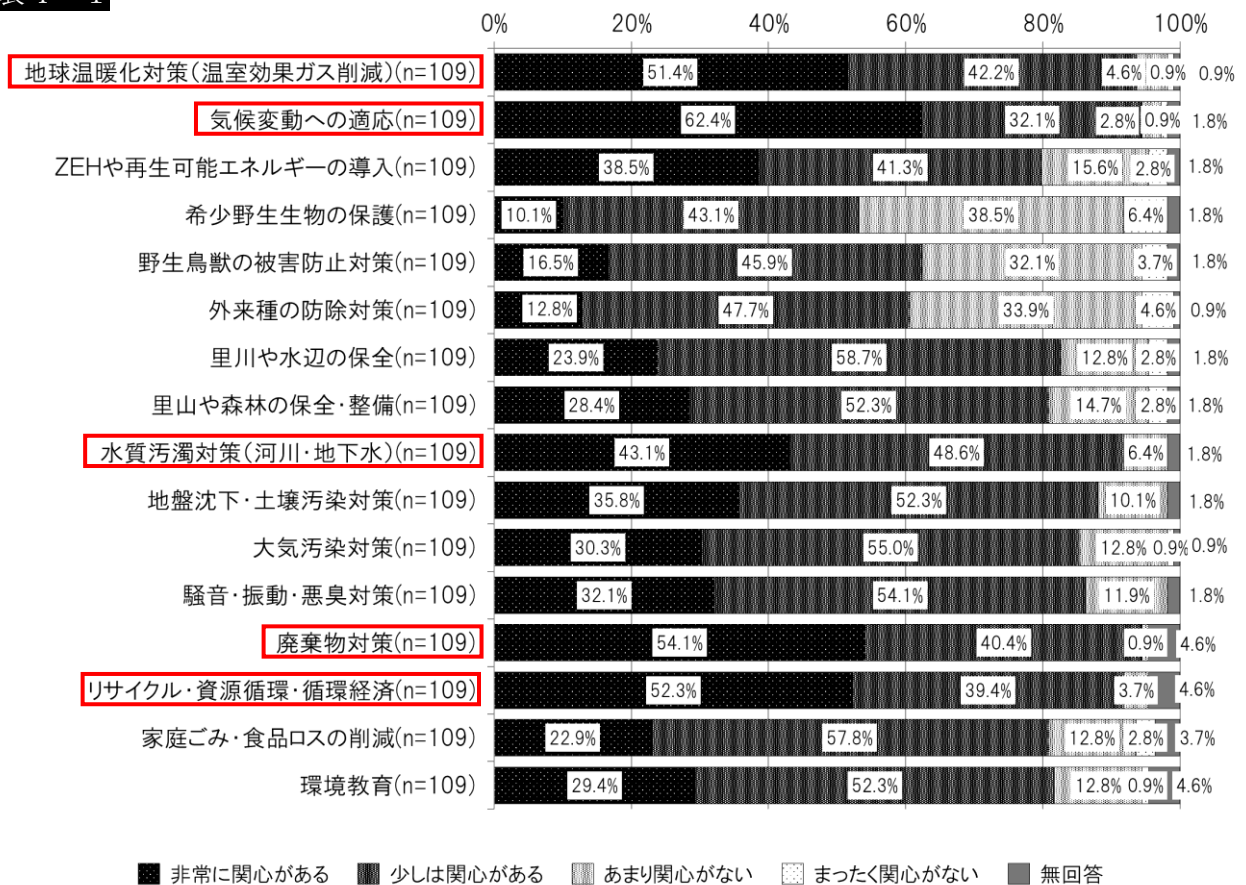 表 4－1
0% 20% 40% 60% 80% 100%
地球温暖化対策(温室効果ガス削減)(n=109) 51.4% 42.2% 4.6% 0.9% 0.9%
気候変動への適応(n=109) 62.4% 32.1% 2.8% 0.9% 1.8%
ZEHや再生可能エネルギーの導入(n=109) 38.5% 41.3% 15.6% 2.8% 1.8%
希少野生生物の保護(n=109) 10.1% 43.1% 38.5% 6.4% 1.8%
野生鳥獣の被害防止対策(n=109) 16.5% 45.9% 32.1% 3.7% 1.8%
外来種の防除対策(n=109) 12.8% 47.7% 33.9% 4.6% 0.9%
里川や水辺の保全(n=109) 23.9% 58.7% 12.8% 2.8% 1.8%
里山や森林の保全･整備(n=109) 28.4% 52.3% 14.7% 2.8% 1.8%
水質汚濁対策(河川･地下水)(n=109) 43.1% 48.6% 6.4% 1.8%
地盤沈下･土壌汚染対策(n=109) 35.8% 52.3% 10.1% 1.8%
大気汚染対策(n=109) 30.3% 55.0% 12.8% 0.9% 0.9%
騒音･振動･悪臭対策(n=109) 32.1% 54.1% 11.9% 1.8%
廃棄物対策(n=109) 54.1% 40.4% 0.9% 4.6%
リサイクル･資源循環･循環経済(n=109) 52.3% 39.4% 3.7% 4.6%
家庭ごみ･食品ロスの削減(n=109) 22.9% 57.8% 12.8% 2.8% 3.7%
環境教育(n=109) 29.4% 52.3% 12.8% 0.9% 4.6%
非常に関心がある 少しは関心がある あまり関心がない まったく関心がない 無回答